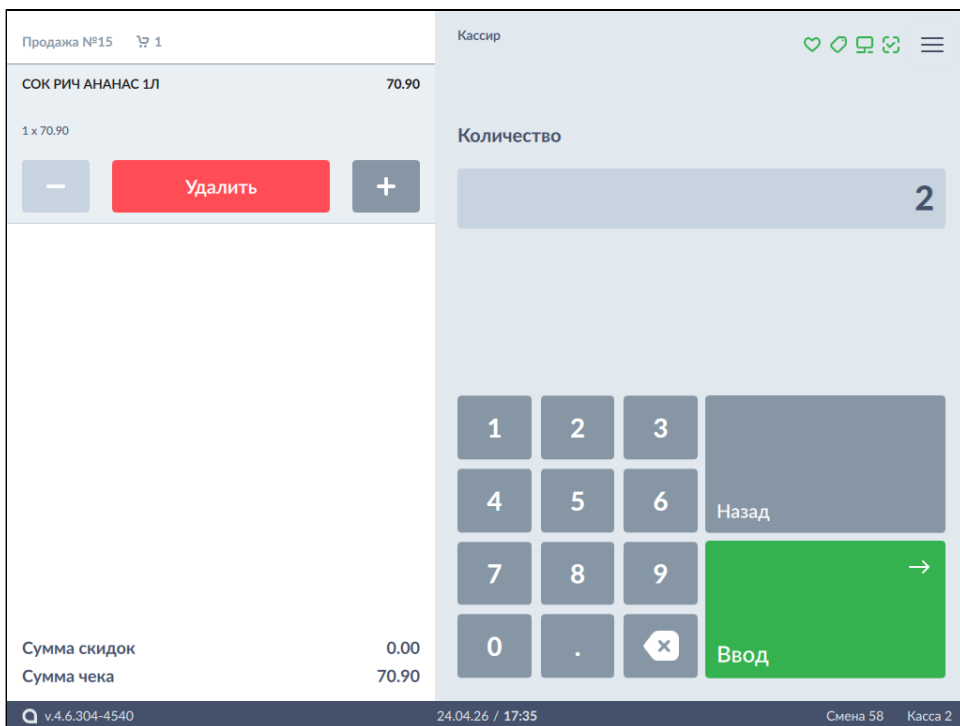 Продажа №15 1
СОК РИЧ АНАНАС 1Л 70.90
1 x 70.90
Удалить
Сумма скидок 0.00
Сумма чека 70.90
Кассир
Количество
2
1 2 3
4 5 6
Назад
7 8 9
0 .
Ввод
v.4.6.304-4540 24.04.26 / 17:35 Смена 58 Касса 2